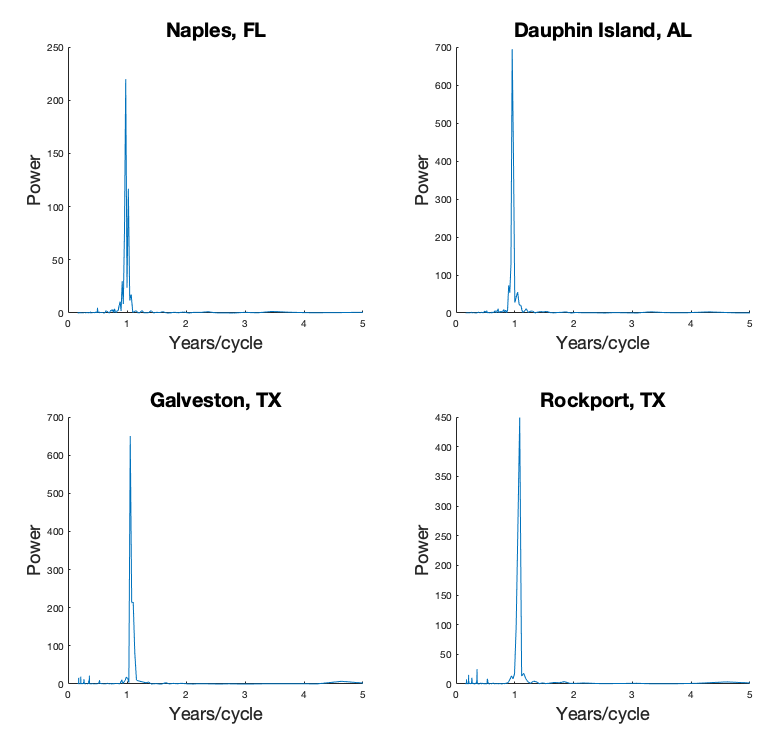 Naples, FL
250
200
150
100
50
0
Power
0 1 2 3 4 5
Years/cycle
Dauphin Island, AL
700
600
500
400
300
200
100
0
Power
0 1 2 3 4 5
Years/cycle
Galveston, TX
700
600
500
400
300
200
100
0
Power
0 1 2 3 4 5
Years/cycle
Rockport, TX
450
400
350
300
250
200
150
100
50
0
Power
0 1 2 3 4 5
Years/cycle